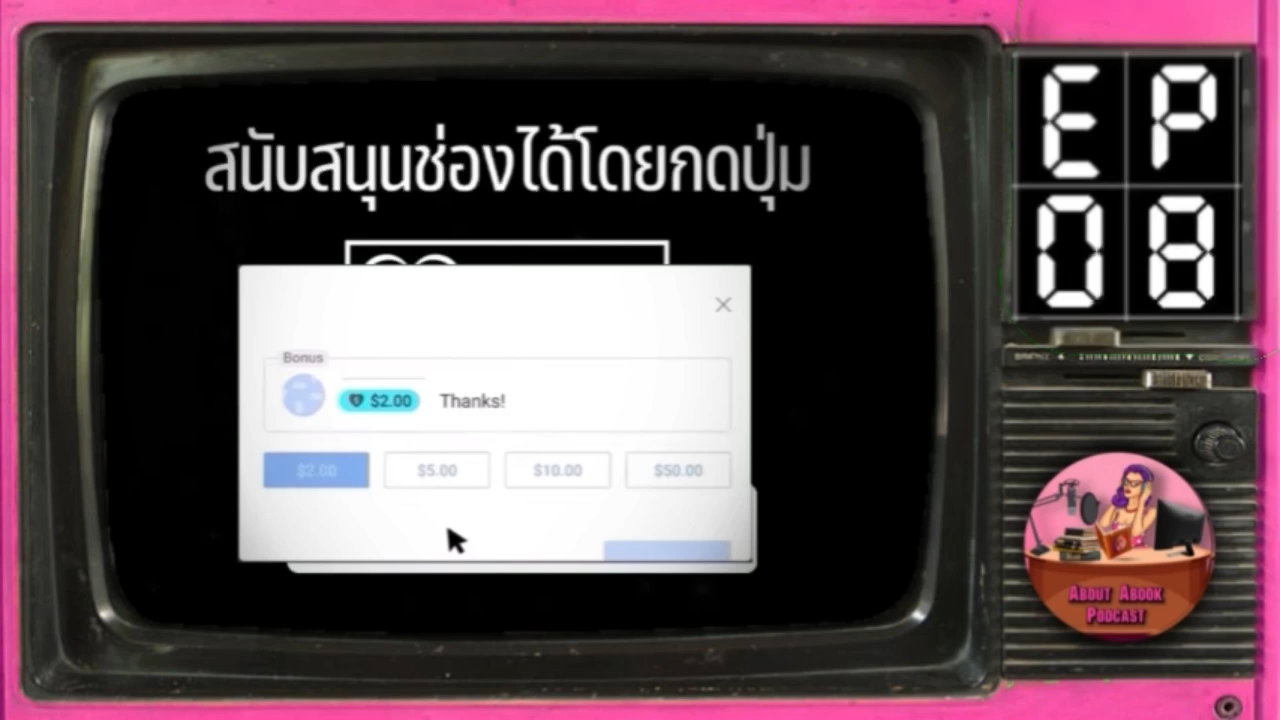 สนับสนุนช่องได้โดยกดปุ่ม
EP
08
Bonus
$2.00 Thanks!
$2.00 $5.00 $10.00 $50.00
About Abook
Podcast